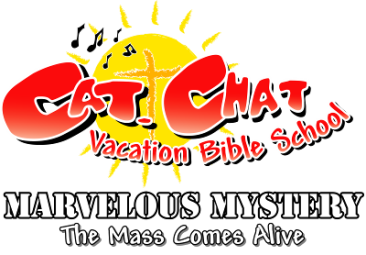 CAT. CHAT
Vacation Bible School
MARVELOUS MYSTERY
The Mass Comes Alive